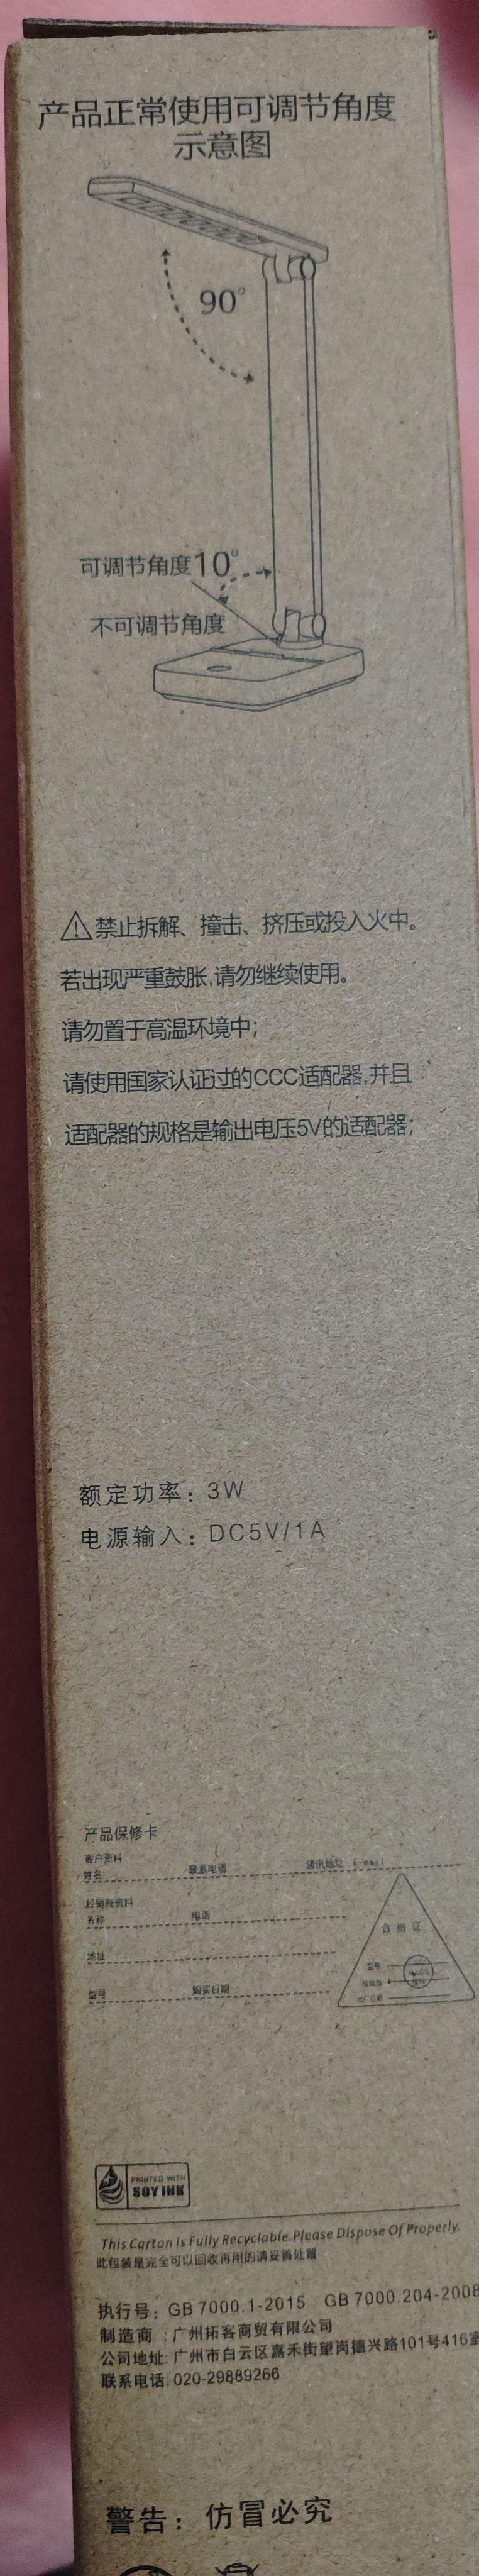 产品正常使用可调节角度
示意图
90°
可调节角度10°
不可调节角度
禁止拆解、撞击、挤压或投入火中。
若出现严重鼓胀,请勿继续使用。
请勿置于高温环境中;
请使用国家认证过的CCC适配器,并且
适配器的规格是输出电压5V的适配器;
额定功率: 3W
电源输入: DC5V/1A
产品保修卡
客户资料
姓名 联系电话 通讯地址 E-mail
经销商资料
名称 电话
地址
型号 购买日期
合格证
型号
PRINTED WITH
SOY INK
This Carton Is Fully Recyclable.Please Dispose Of Properly.
此包装是完全可以回收再用的请妥善处置
执行号: GB 7000.1-2015 GB 7000.204-2008
制造商 : 广州拓客商贸有限公司
公司地址: 广州市白云区嘉禾街望岗德兴路101号416室
联系电话: 020-29889266
警告: 仿冒必究